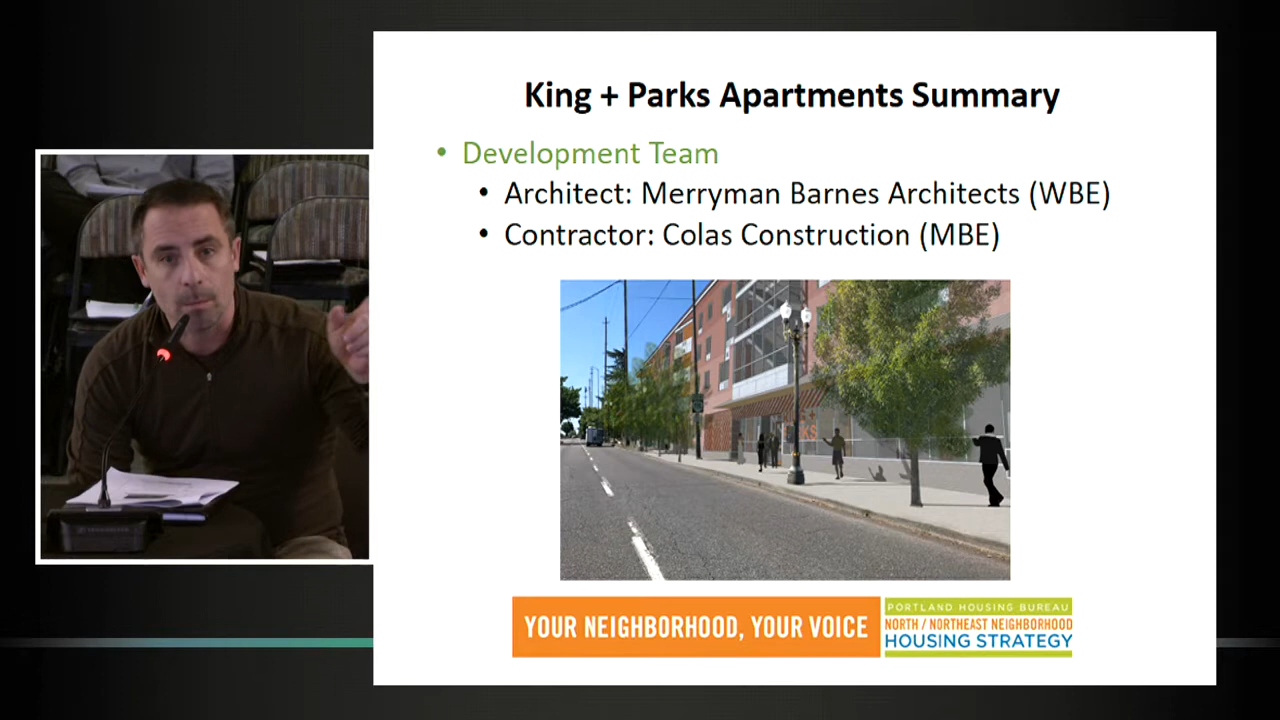 King + Parks Apartments Summary
• Development Team
• Architect: Merryman Barnes Architects (WBE)
• Contractor: Colas Construction (MBE)
YOUR NEIGHBORHOOD, YOUR VOICE
PORTLAND HOUSING BUREAU
NORTH / NORTHEAST NEIGHBORHOOD
HOUSING STRATEGY